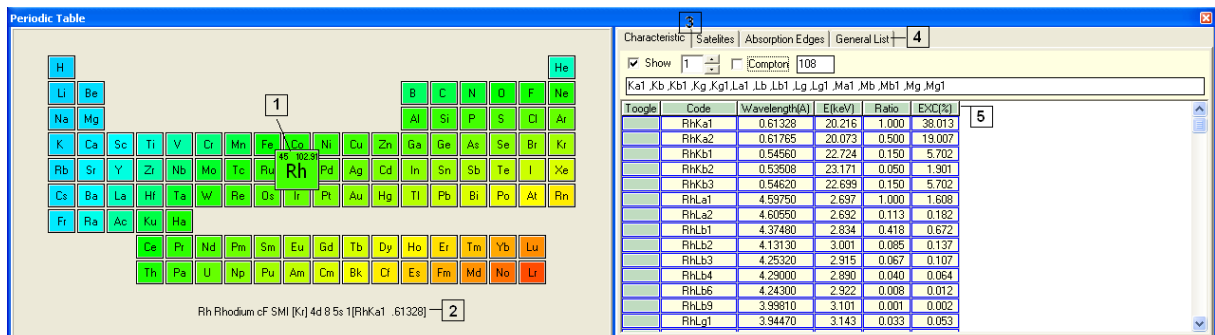 Periodic Table
H He
Li Be B C N O F Ne
Na Mg Al Si P S Cl Ar
K Ca Sc Ti V Cr Mn Fe Co Ni Cu Zn Ga Ge As Se Br Kr
Rb Sr Y Zr Nb Mo Tc Ru Pd Ag Cd In Sn Sb Te I Xe
Cs Ba La Hf Ta W Re Os Ir Pt Au Hg Tl Pb Bi Po At Rn
Fr Ra Ac Ku Ha
Ce Pr Nd Pm Sm Eu Gd Tb Dy Ho Er Tm Yb Lu
Th Pa U Np Pu Am Cm Bk Cf Es Fm Md No Lr
1
45 102.91
Rh
Rh Rhodium cF SMI [Kr] 4d 8 5s 1[RhKa1 .61328] 2
3
Characteristic Satelites Absorption Edges General List 4
Show 1 Compton 108
Ka1 ,Kb ,Kb1 ,Kg ,Kg1,La1 ,Lb ,Lb1 ,Lg ,Lg1 ,Ma1 ,Mb ,Mb1 ,Mg ,Mg1
Toogle Code Wavelength(A) E(keV) Ratio EXC(%) 5
RhKa1 0.61328 20.216 1.000 38.013
RhKa2 0.61765 20.073 0.500 19.007
RhKb1 0.54560 22.724 0.150 5.702
RhKb2 0.53508 23.171 0.050 1.901
RhKb3 0.54620 22.699 0.150 5.702
RhLa1 4.59750 2.697 1.000 1.608
RhLa2 4.60550 2.692 0.113 0.182
RhLb1 4.37480 2.834 0.418 0.672
RhLb2 4.13130 3.001 0.085 0.137
RhLb3 4.25320 2.915 0.067 0.107
RhLb4 4.29000 2.890 0.040 0.064
RhLb6 4.24300 2.922 0.008 0.012
RhLb9 3.99810 3.101 0.001 0.002
RhLg1 3.94470 3.143 0.033 0.053